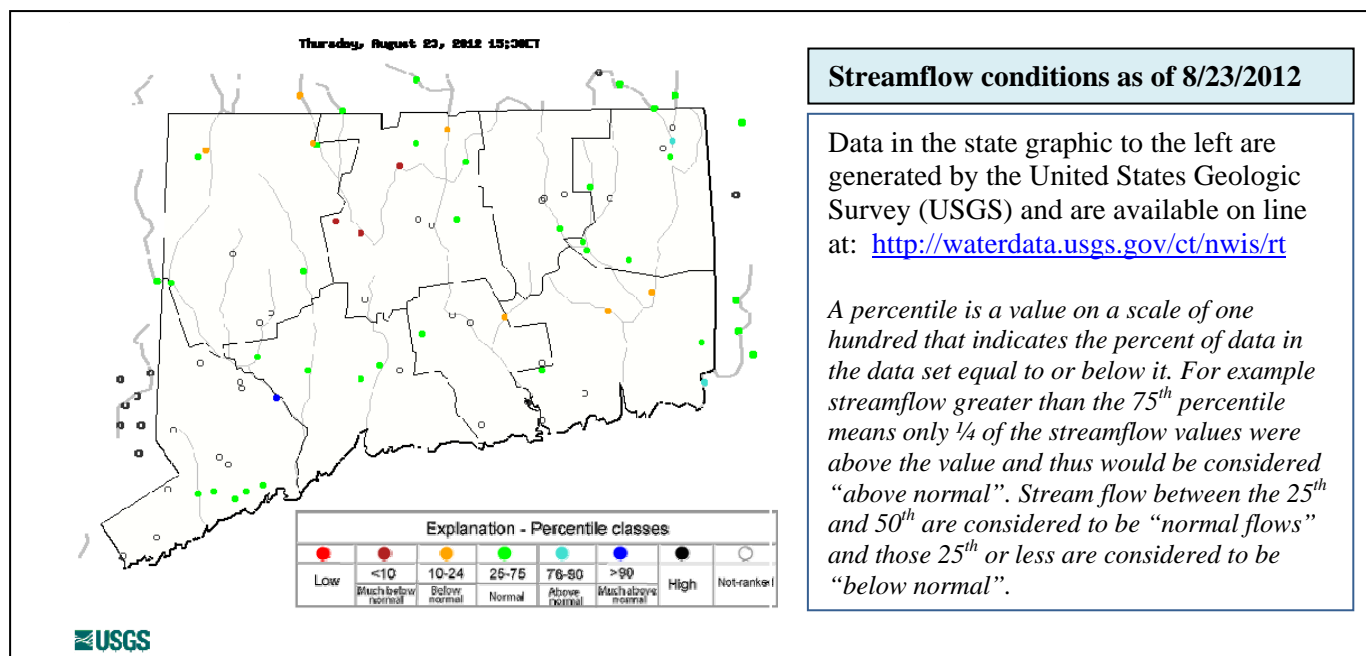 Thursday, August 23, 2012 15:30ET
Streamflow conditions as of 8/23/2012
Data in the state graphic to the left are
generated by the United States Geologic
Survey (USGS) and are available on line
at: http://waterdata.usgs.gov/ct/nwis/rt
A percentile is a value on a scale of one
hundred that indicates the percent of data in
the data set equal to or below it. For example
streamflow greater than the 75th percentile
means only ¼ of the streamflow values were
above the value and thus would be considered
“above normal”. Stream flow between the 25th
and 50th are considered to be “normal flows”
and those 25th or less are considered to be
“below normal”.
Explanation - Percentile classes
Low <10 10-24 25-75 76-90 >90 High Not-ranked
Much below normal Below normal Normal Above normal Much above normal
USGS